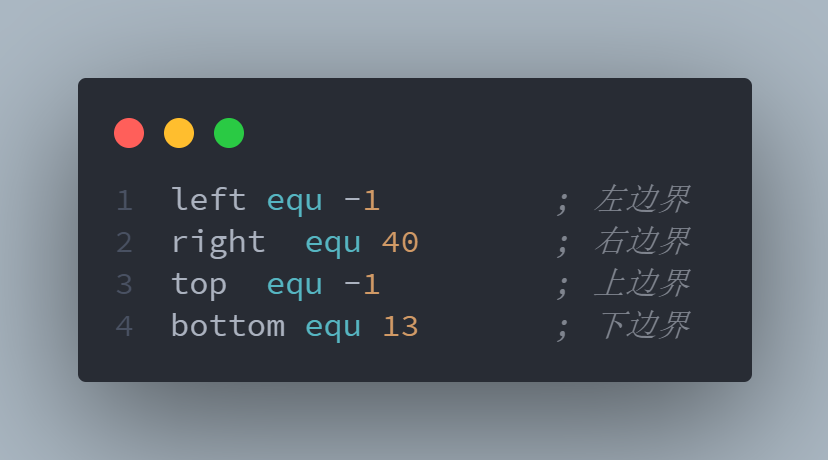 1 left equ -1 ; 左边界
2 right  equ 40 ; 右边界
3 top  equ -1 ; 上边界
4 bottom equ 13 ; 下边界